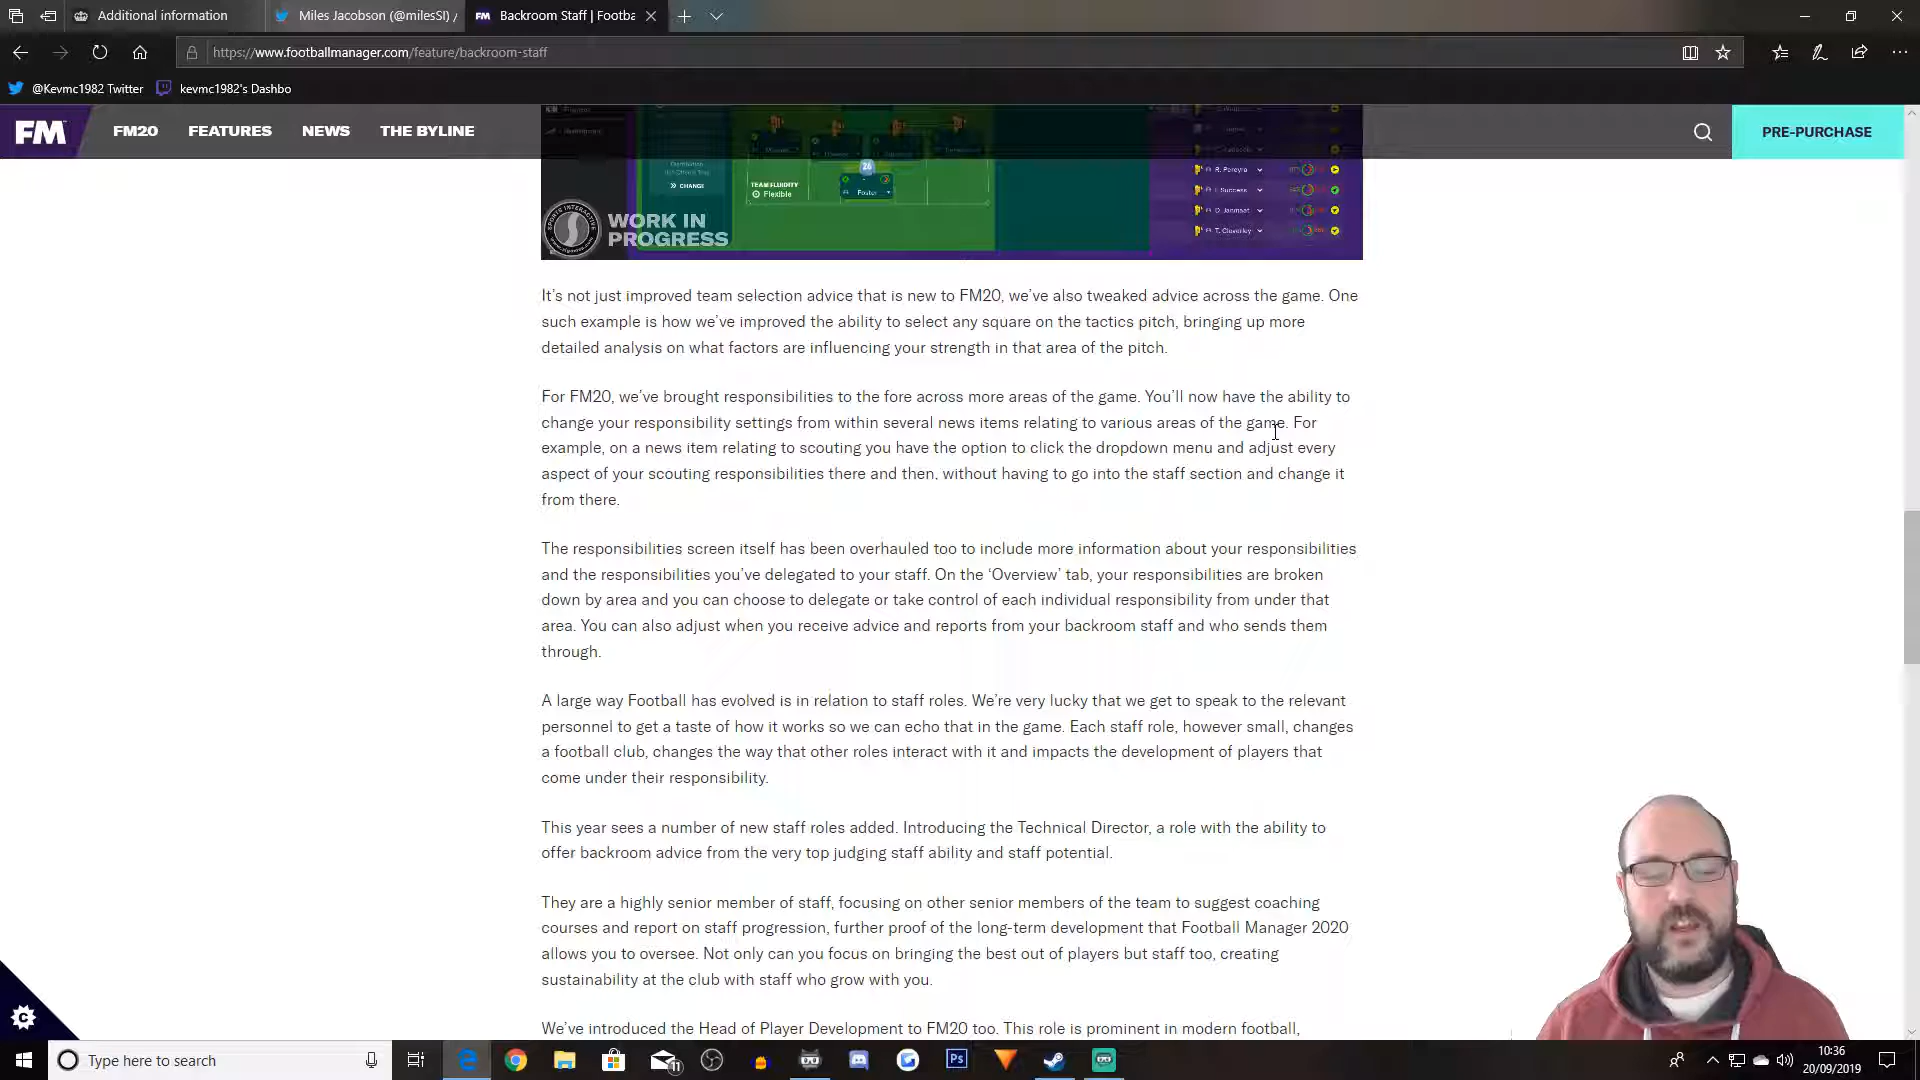 Additional information
Miles Jacobson (@milesSI) /
Backroom Staff | Footba
https://www.footballmanager.com/feature/backroom-staff
@Kevmc1982 Twitter
kevmc1982's Dashbo
FM
FM20
FEATURES
NEWS
THE BYLINE
PRE-PURCHASE
26
CHANGE
TEAM FLUIDITY
Flexible
Foster
R. Pereyra
I. Success
D. Janmaat
T. Cleverley
WORK IN
PROGRESS
It's not just improved team selection advice that is new to FM20, we've also tweaked advice across the game. One
such example is how we've improved the ability to select any square on the tactics pitch, bringing up more
detailed analysis on what factors are influencing your strength in that area of the pitch.
For FM20, we've brought responsibilities to the fore across more areas of the game. You'll now have the ability to
change your responsibility settings from within several news items relating to various areas of the game. For
example, on a news item relating to scouting you have the option to click the dropdown menu and adjust every
aspect of your scouting responsibilities there and then, without having to go into the staff section and change it
from there.
The responsibilities screen itself has been overhauled too to include more information about your responsibilities
and the responsibilities you've delegated to your staff. On the ‘Overview’ tab, your responsibilities are broken
down by area and you can choose to delegate or take control of each individual responsibility from under that
area. You can also adjust when you receive advice and reports from your backroom staff and who sends them
through.
A large way Football has evolved is in relation to staff roles. We're very lucky that we get to speak to the relevant
personnel to get a taste of how it works so we can echo that in the game. Each staff role, however small, changes
a football club, changes the way that other roles interact with it and impacts the development of players that
come under their responsibility.
This year sees a number of new staff roles added. Introducing the Technical Director, a role with the ability to
offer backroom advice from the very top judging staff ability and staff potential.
They are a highly senior member of staff, focusing on other senior members of the team to suggest coaching
courses and report on staff progression, further proof of the long-term development that Football Manager 2020
allows you to oversee. Not only can you focus on bringing the best out of players but staff too, creating
sustainability at the club with staff who grow with you.
We've introduced the Head of Player Development to FM20 too. This role is prominent in modern football,
Type here to search
11
Ps
10:36
20/09/2019